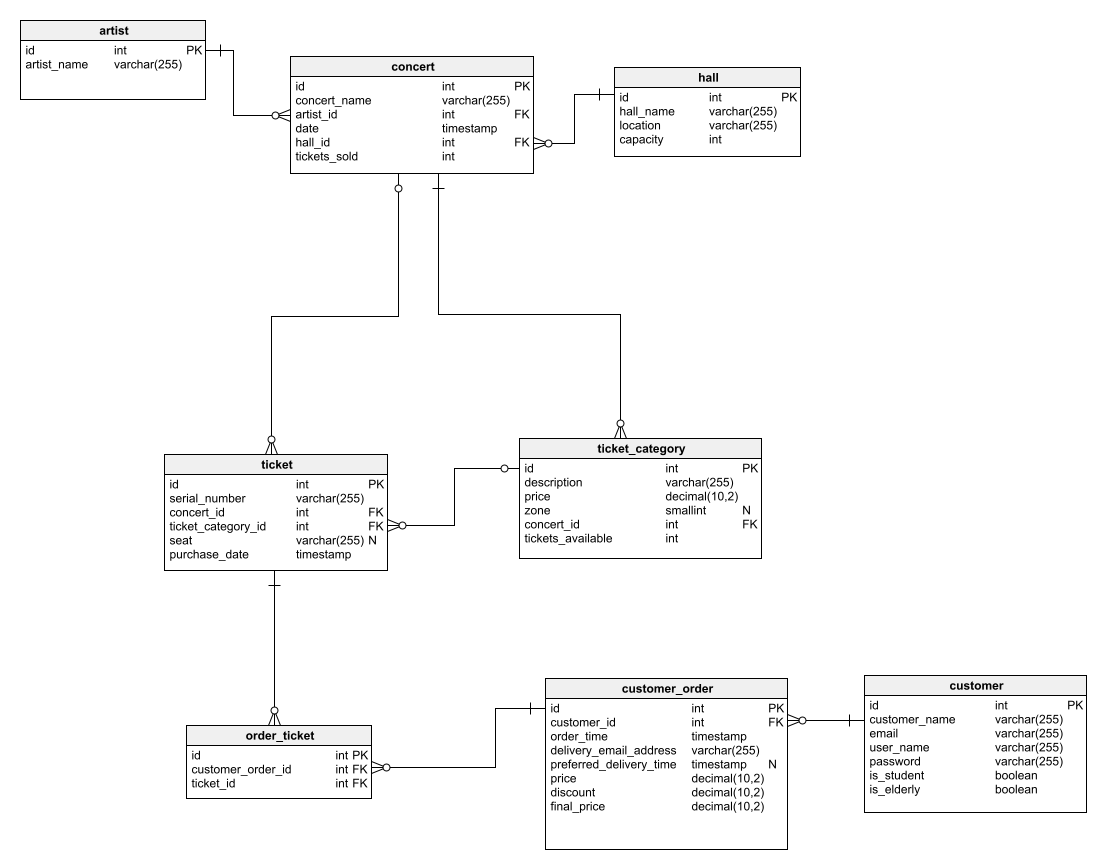 artist
id int PK
artist_name varchar(255)
concert
id int PK
concert_name varchar(255)
artist_id int FK
date timestamp
hall_id int FK
tickets_sold int
hall
id int PK
hall_name varchar(255)
location varchar(255)
capacity int
ticket
id int PK
serial_number varchar(255)
concert_id int FK
ticket_category_id int FK
seat varchar(255) N
purchase_date timestamp
ticket_category
id int PK
description varchar(255)
price decimal(10,2)
zone smallint N
concert_id int FK
tickets_available int
order_ticket
id int PK
customer_order_id int FK
ticket_id int FK
customer_order
id int PK
customer_id int FK
order_time timestamp
delivery_email_address varchar(255)
preferred_delivery_time timestamp N
price decimal(10,2)
discount decimal(10,2)
final_price decimal(10,2)
customer
id int PK
customer_name varchar(255)
email varchar(255)
user_name varchar(255)
password varchar(255)
is_student boolean
is_elderly boolean